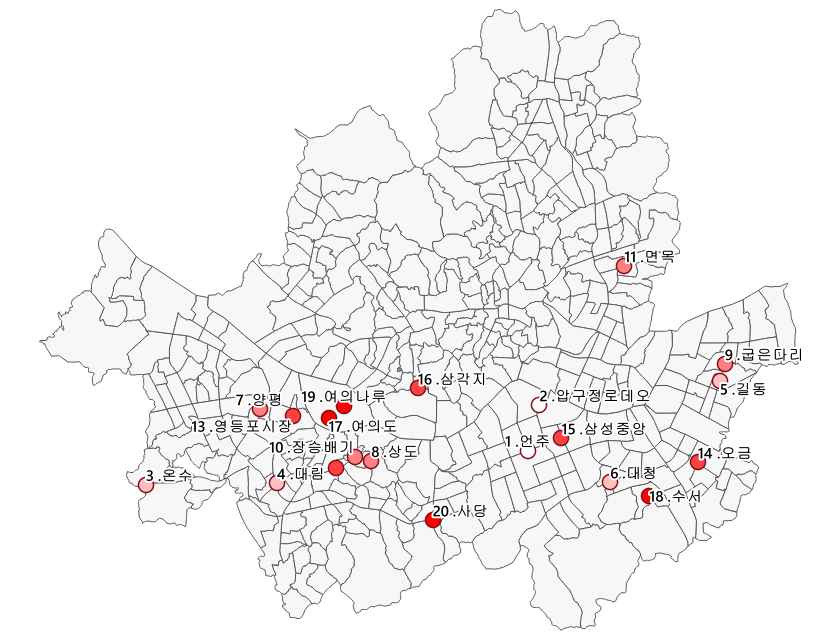 11 .면목
9 .굽은다리
16 .삼각지
5 .길동
19 .여의나루
2 .압구정로데오
7 .양평
13 .영등포시장
17 .여의도
15 .삼성중앙
1 .언주
10 .장승배기
8 .상도
14 .오금
3 .온수
4 .대림
6 .대청
18 .수서
20 .사당